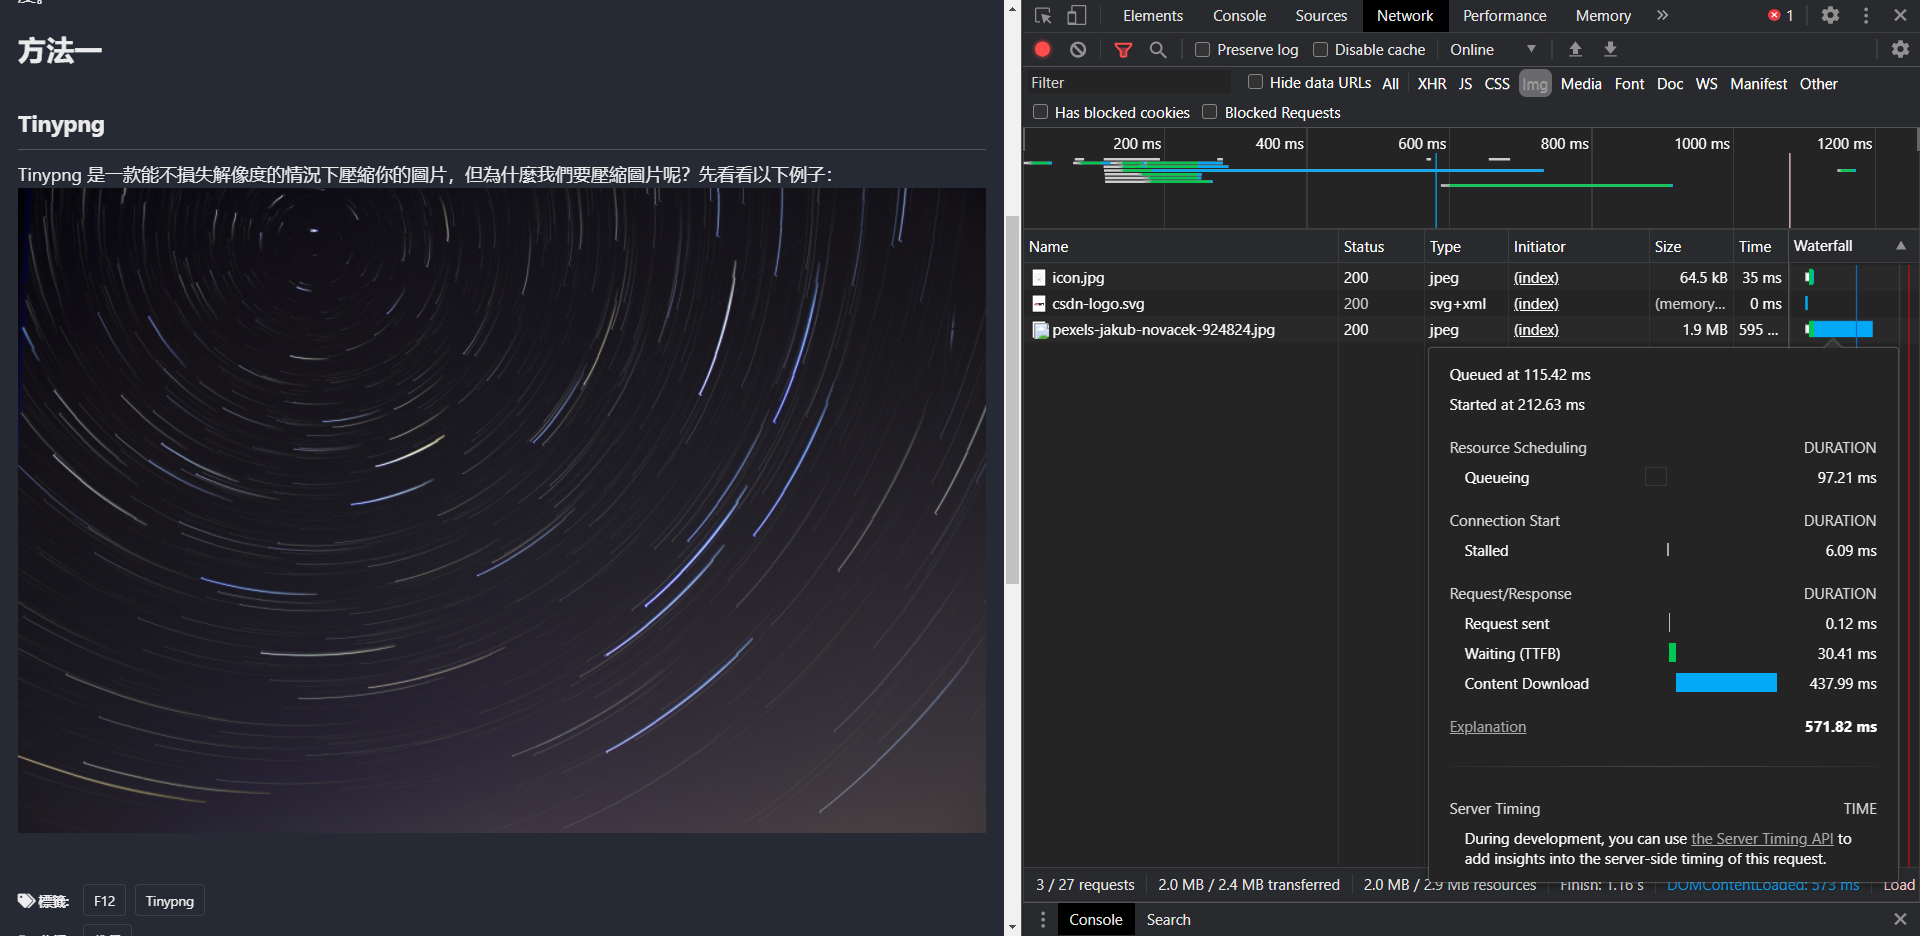 方法一
Tinypng
Tinypng 是一款能不損失解像度的情況下壓縮你的圖片，但為什麼我們要壓縮圖片呢？先看看以下例子：
標籤:
F12
Tinypng
Elements Console Sources Network Performance Memory 1
Preserve log Disable cache Online
Filter Hide data URLs All XHR JS CSS Img Media Font Doc WS Manifest Other
Has blocked cookies Blocked Requests
200 ms 400 ms 600 ms 800 ms 1000 ms 1200 ms
Name Status Type Initiator Size Time Waterfall
icon.jpg 200 jpeg (index) 64.5 kB 35 ms
csdn-logo.svg 200 svg+xml (index) (memory... 0 ms
pexels-jakub-novacek-924824.jpg 200 jpeg (index) 1.9 MB 595 ...
Queued at 115.42 ms
Started at 212.63 ms
Resource Scheduling DURATION
Queueing 97.21 ms
Connection Start DURATION
Stalled 6.09 ms
Request/Response DURATION
Request sent 0.12 ms
Waiting (TTFB) 30.41 ms
Content Download 437.99 ms
Explanation 571.82 ms
Server Timing TIME
During development, you can use the Server Timing API to
add insights into the server-side timing of this request.
3 / 27 requests 2.0 MB / 2.4 MB transferred 2.0 MB / 2.9 MB resources Finish: 1.16 s DOMContentLoaded: 573 ms Load
Console Search